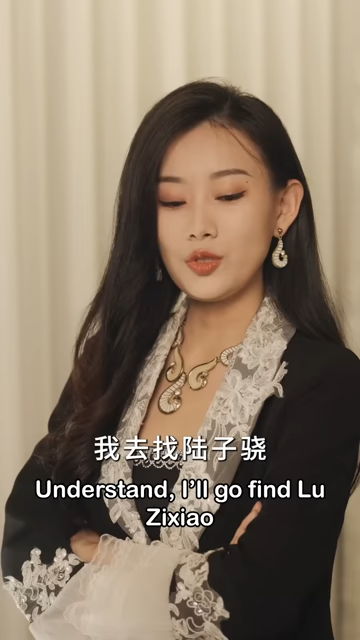 我去找陆子骁
Understand, I'll go find Lu
Zixiao